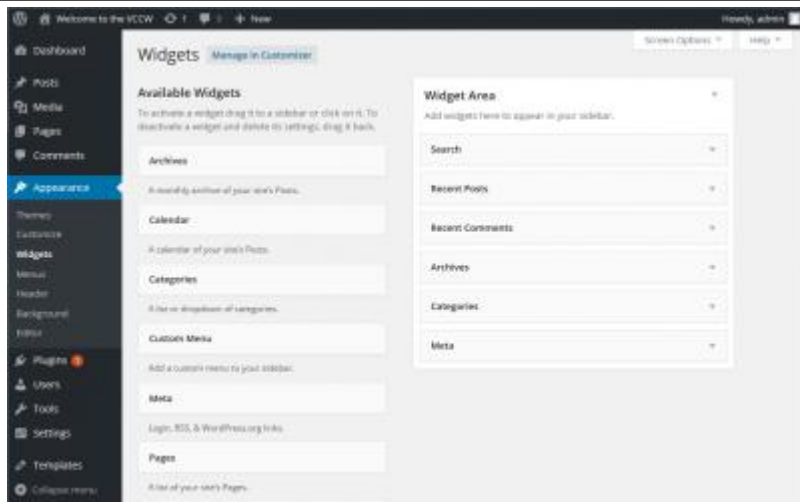 Welcome to the VCCW 1 + New
Howdy, admin
Screen Options
Help
Dashboard
Posts
Media
Pages
Comments
Appearance
Themes
Customize
Widgets
Menus
Header
Background
Editor
Plugins 1
Users
Tools
Settings
Templates
Collapse menu
Widgets Manage in Customizer
Available Widgets
To activate a widget drag it to a sidebar or click on it. To
deactivate a widget and delete its settings, drag it back.
Archives
A monthly archive of your site's Posts.
Calendar
A calendar of your site's Posts.
Categories
A list or dropdown of categories.
Custom Menu
Add a custom menu to your sidebar.
Meta
Login, RSS, & WordPress.org links.
Pages
A list of your site's Pages.
Widget Area
Add widgets here to appear in your sidebar.
Search
Recent Posts
Recent Comments
Archives
Categories
Meta